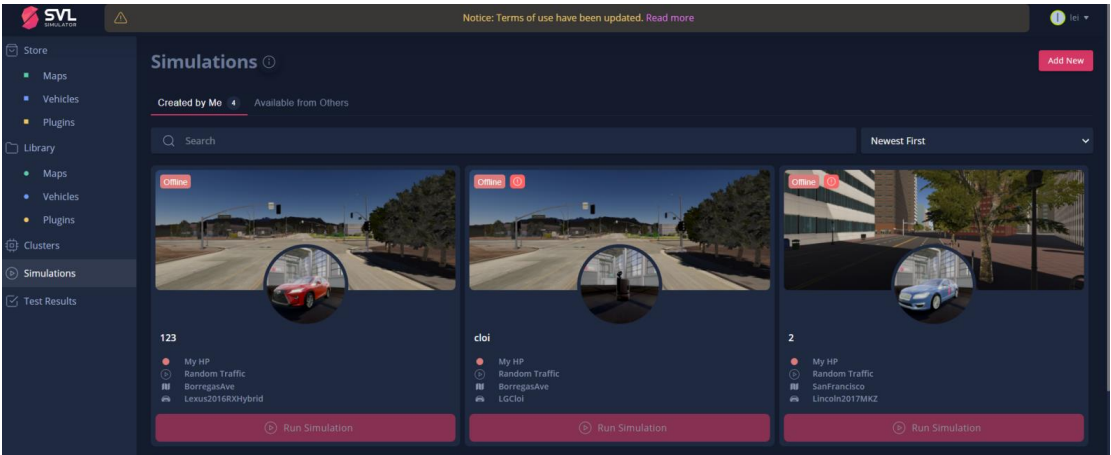 SVL
SIMULATOR
Notice: Terms of use have been updated. Read more
lei
Store
Maps
Vehicles
Plugins
Library
Maps
Vehicles
Plugins
Clusters
Simulations
Test Results
Simulations
Add New
Created by Me 4 Available from Others
Search
Newest First
Offline
123
My HP
Random Traffic
BorregasAve
Lexus2016RXHybrid
Run Simulation
Offline
cloi
My HP
Random Traffic
BorregasAve
LGCloi
Run Simulation
Offline
2
My HP
Random Traffic
SanFrancisco
Lincoln2017MKZ
Run Simulation